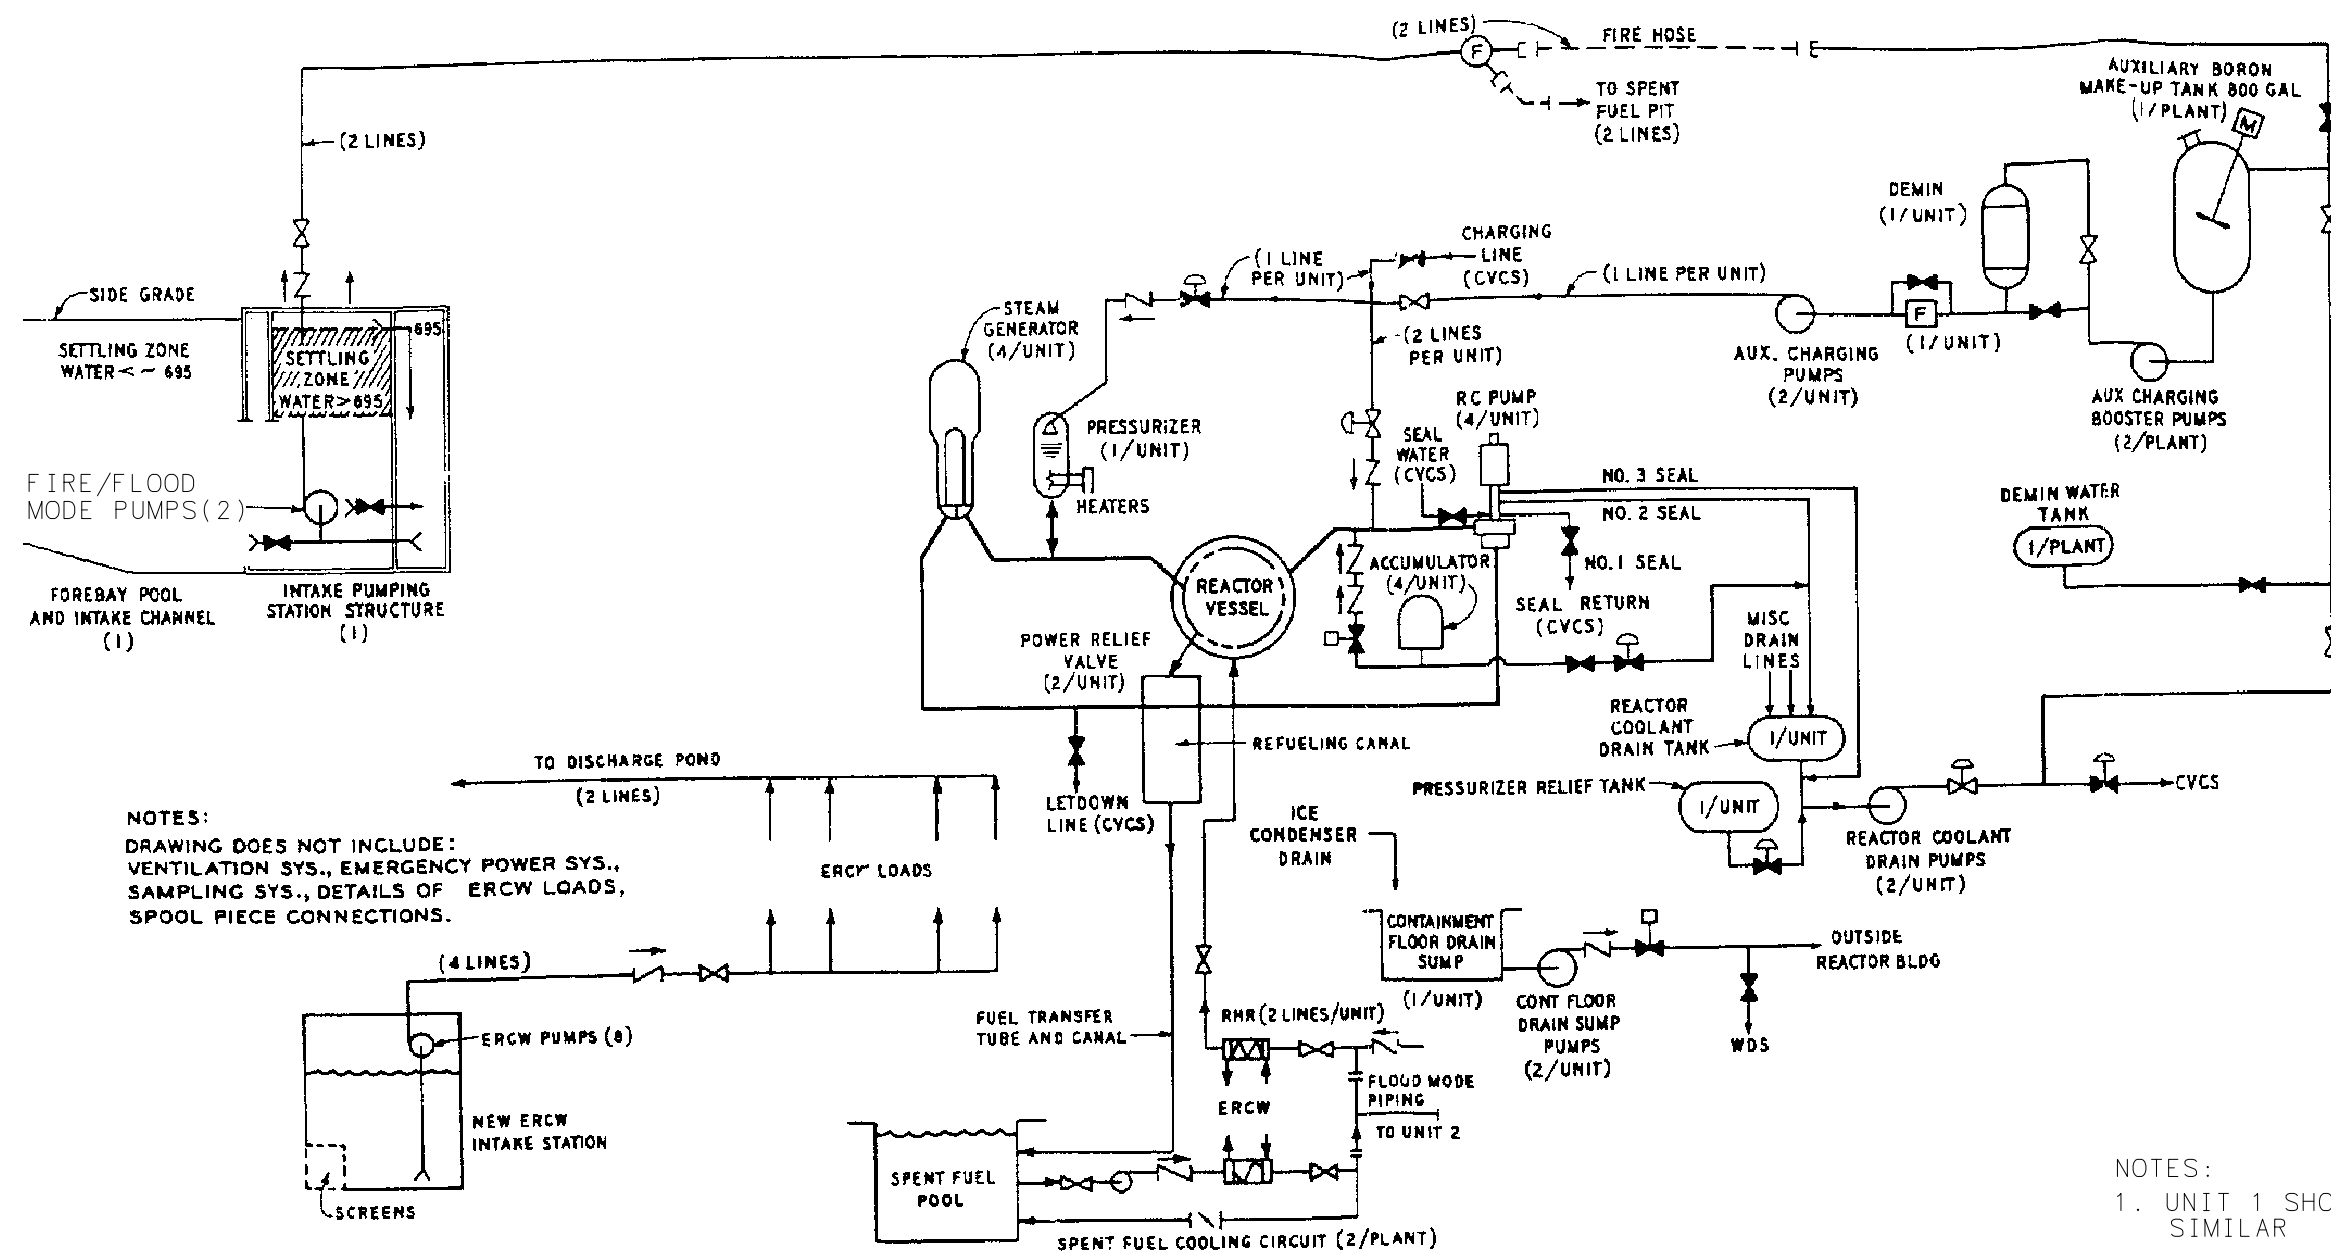 (2 LINES)
F
FIRE HOSE
TO SPENT
FUEL PIT
(2 LINES)
AUXILIARY BORON
MAKE-UP TANK 800 GAL
(1/PLANT)
M
(2 LINES)
DEMIN
(1/UNIT)
CHARGING
LINE
(CVCS)
(1 LINE
PER UNIT)
(1 LINE PER UNIT)
SIDE GRADE
SETTLING ZONE
WATER < ~ 695
695
SETTLING
ZONE
WATER > 695
STEAM
GENERATOR
(4/UNIT)
(2 LINES
PER UNIT)
AUX. CHARGING
PUMPS
(2/UNIT)
F
(1/UNIT)
AUX CHARGING
BOOSTER PUMPS
(2/PLANT)
RC PUMP
(4/UNIT)
PRESSURIZER
(1/UNIT)
HEATERS
SEAL
WATER
(CVCS)
NO. 3 SEAL
NO. 2 SEAL
NO. 1 SEAL
SEAL RETURN
(CVCS)
FIRE/FLOOD
MODE PUMPS(2)
DEMIN WATER
TANK
1/PLANT
FOREBAY POOL
AND INTAKE CHANNEL
(1)
INTAKE PUMPING
STATION STRUCTURE
(1)
REACTOR
VESSEL
ACCUMULATOR
(4/UNIT)
POWER RELIEF
VALVE
(2/UNIT)
MISC
DRAIN
LINES
REACTOR
COOLANT
DRAIN TANK
1/UNIT
REFUELING CANAL
PRESSURIZER RELIEF TANK
1/UNIT
CVCS
REACTOR COOLANT
DRAIN PUMPS
(2/UNIT)
LETDOWN
LINE (CVCS)
TO DISCHARGE POND
(2 LINES)
ICE
CONDENSER
DRAIN
NOTES:
DRAWING DOES NOT INCLUDE:
VENTILATION SYS., EMERGENCY POWER SYS.,
SAMPLING SYS., DETAILS OF ERCW LOADS,
SPOOL PIECE CONNECTIONS.
ERCW LOADS
(4 LINES)
CONTAINMENT
FLOOR DRAIN
SUMP
(1/UNIT)
OUTSIDE
REACTOR BLDG
CONT FLOOR
DRAIN SUMP
PUMPS
(2/UNIT)
WDS
FUEL TRANSFER
TUBE AND CANAL
RHR (2 LINES/UNIT)
ERCW PUMPS (8)
ERCW
FLOOD MODE
PIPING
TO UNIT 2
NEW ERCW
INTAKE STATION
SCREENS
SPENT FUEL
POOL
SPENT FUEL COOLING CIRCUIT (2/PLANT)
NOTES:
1. UNIT 1 SHO
SIMILAR